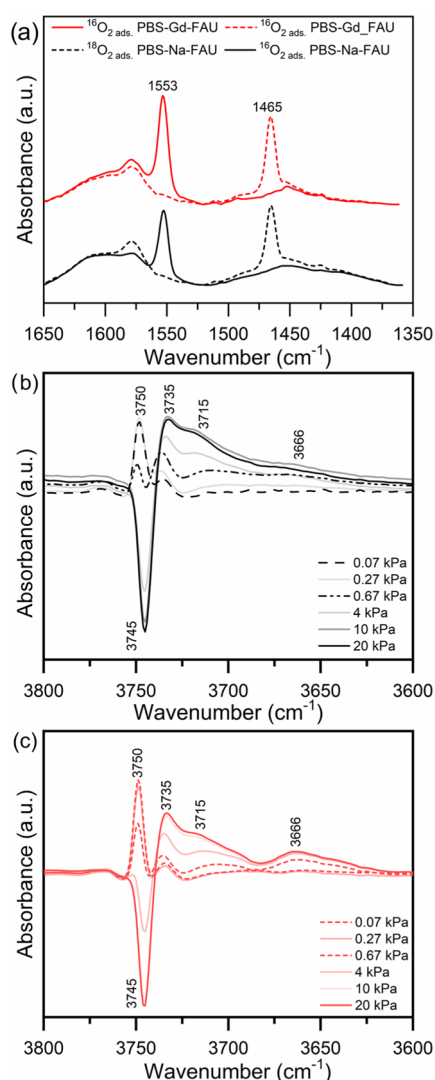 (a)
16O2 ads. PBS-Gd-FAU 16O2 ads. PBS-Gd_FAU
18O2 ads. PBS-Na-FAU 16O2 ads. PBS-Na-FAU
1553
1465
Absorbance (a.u.)
1650 1600 1550 1500 1450 1400 1350
Wavenumber (cm-1)
(b)
3750
3735
3715
3666
3745
Absorbance (a.u.)
0.07 kPa
0.27 kPa
0.67 kPa
4 kPa
10 kPa
20 kPa
3800 3750 3700 3650 3600
Wavenumber (cm-1)
(c)
3750
3735
3715
3666
3745
Absorbance (a.u.)
0.07 kPa
0.27 kPa
0.67 kPa
4 kPa
10 kPa
20 kPa
3800 3750 3700 3650 3600
Wavenumber (cm-1)